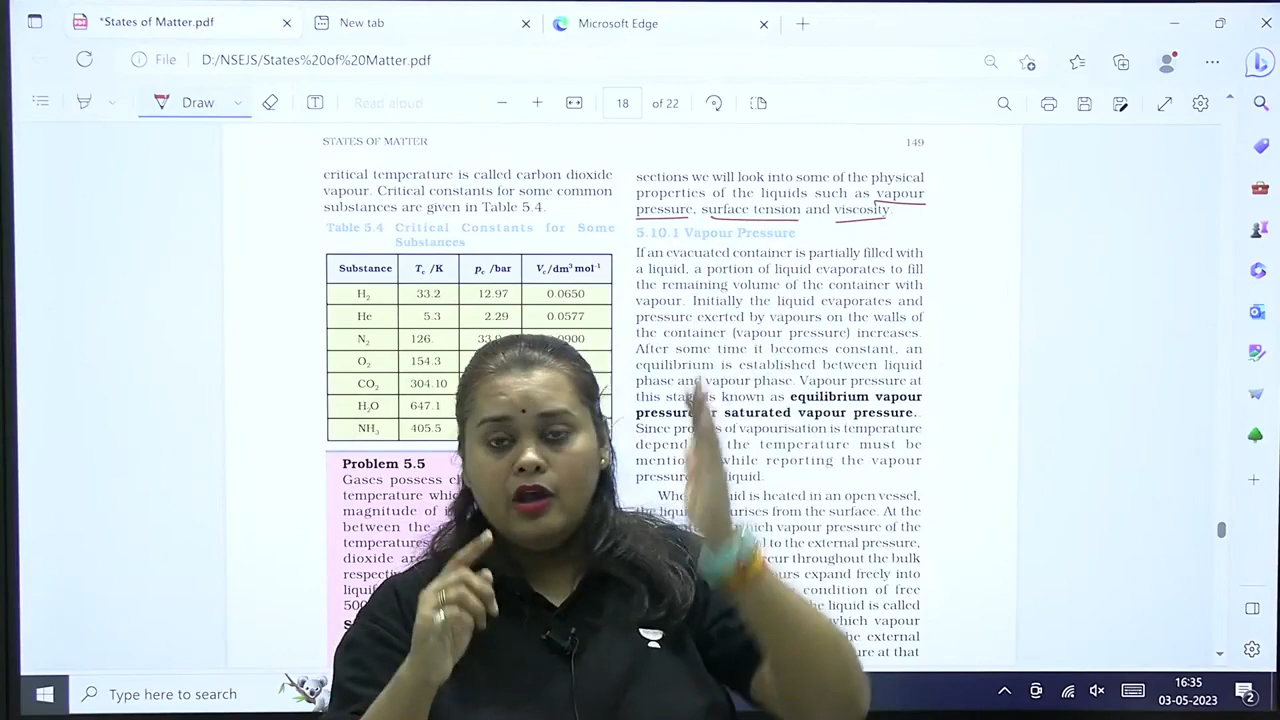 *States of Matter.pdf
New tab
Microsoft Edge
File
D:/NSEJS/States%20of%20Matter.pdf
Draw
Read aloud
18
of 22
STATES OF MATTER
149
critical temperature is called carbon dioxide
vapour. Critical constants for some common
substances are given in Table 5.4.
Table 5.4 Critical Constants for Some
Substances
Substance Tc /K pc /bar Vc/dm³ mol⁻¹
H₂ 33.2 12.97 0.0650
He 5.3 2.29 0.0577
N₂ 126. 33.9 0.0900
O₂ 154.3
CO₂ 304.10
H₂O 647.1
NH₃ 405.5
Problem 5.5
Gases possess
temperature
magnitude of
between the
temperatures
dioxide
500
sections we will look into some of the physical
properties of the liquids such as vapour
pressure, surface tension and viscosity.
5.10.1 Vapour Pressure
If an evacuated container is partially filled with
a liquid, a portion of liquid evaporates to fill
the remaining volume of the container with
vapour. Initially the liquid evaporates and
pressure exerted by vapours on the walls of
the container (vapour pressure) increases.
After some time it becomes constant, an
equilibrium is established between liquid
phase and vapour phase. Vapour pressure at
this stage is known as equilibrium vapour
pressure or saturated vapour pressure.
Since process of vapourisation is temperature
the temperature must be
while reporting the vapour
pressure liquid.
is heated in an open vessel,
the liquid rises from the surface. At the
which vapour pressure of the
to the external pressure,
occur throughout the bulk
expand freely into
condition of free
the liquid is called
which vapour
the external
at that
Type here to search
16:35
03-05-2023
2